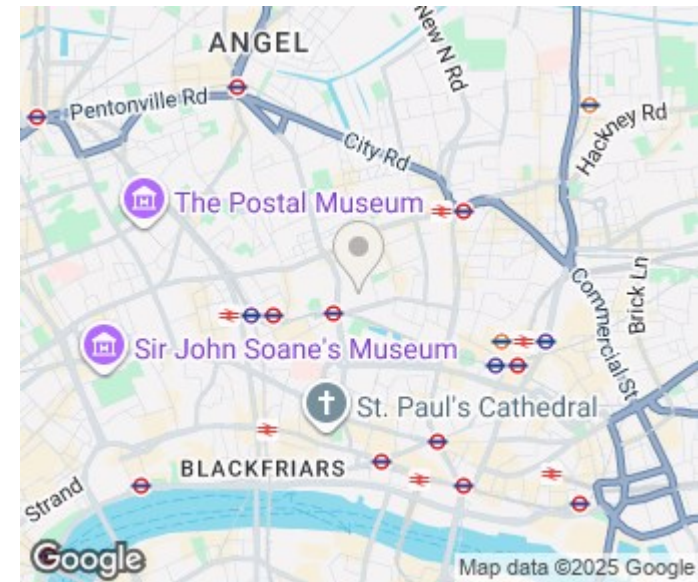 ANGEL
New N Rd
Pentonville Rd
Hackney Rd
City Rd
The Postal Museum
Commercial St
Brick Ln
Sir John Soane's Museum
St. Paul's Cathedral
BLACKFRIARS
Strand
Google
Map data ©2025 Google